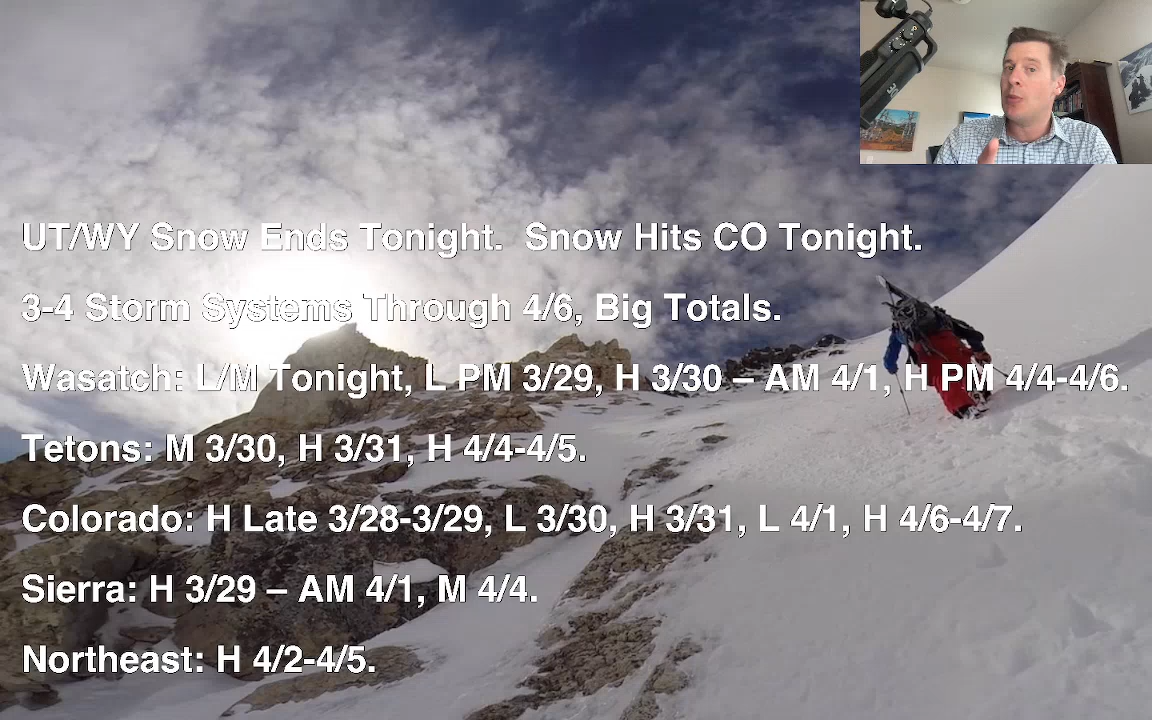 UT/WY Snow Ends Tonight.  Snow Hits CO Tonight.
3-4 Storm Systems Through 4/6, Big Totals.
Wasatch: L/M Tonight, L PM 3/29, H 3/30 – AM 4/1, H PM 4/4-4/6.
Tetons: M 3/30, H 3/31, H 4/4-4/5.
Colorado: H Late 3/28-3/29, L 3/30, H 3/31, L 4/1, H 4/6-4/7.
Sierra: H 3/29 – AM 4/1, M 4/4.
Northeast: H 4/2-4/5.